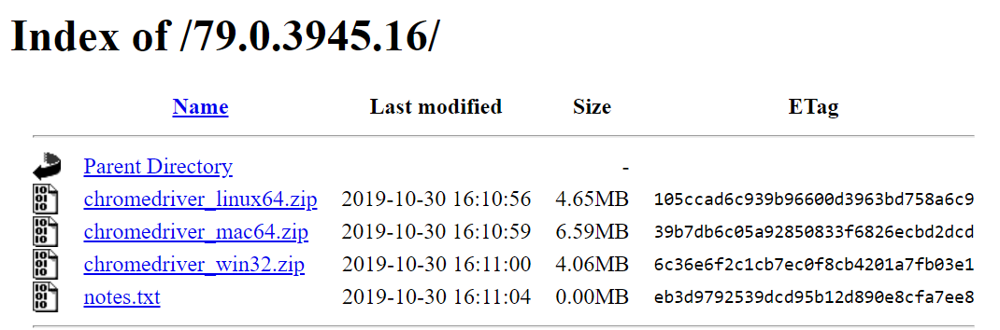 Index of /79.0.3945.16/
Name Last modified Size ETag
Parent Directory -
chromedriver_linux64.zip 2019-10-30 16:10:56 4.65MB 105ccad6c939b96600d3963bd758a6c9
chromedriver_mac64.zip 2019-10-30 16:10:59 6.59MB 39b7db6c05a92850833f6826ecbd2dcd
chromedriver_win32.zip 2019-10-30 16:11:00 4.06MB 6c36e6f2c1cb7ec0f8cb4201a7fb03e1
notes.txt 2019-10-30 16:11:04 0.00MB eb3d9792539dcd95b12d890e8cfa7ee8